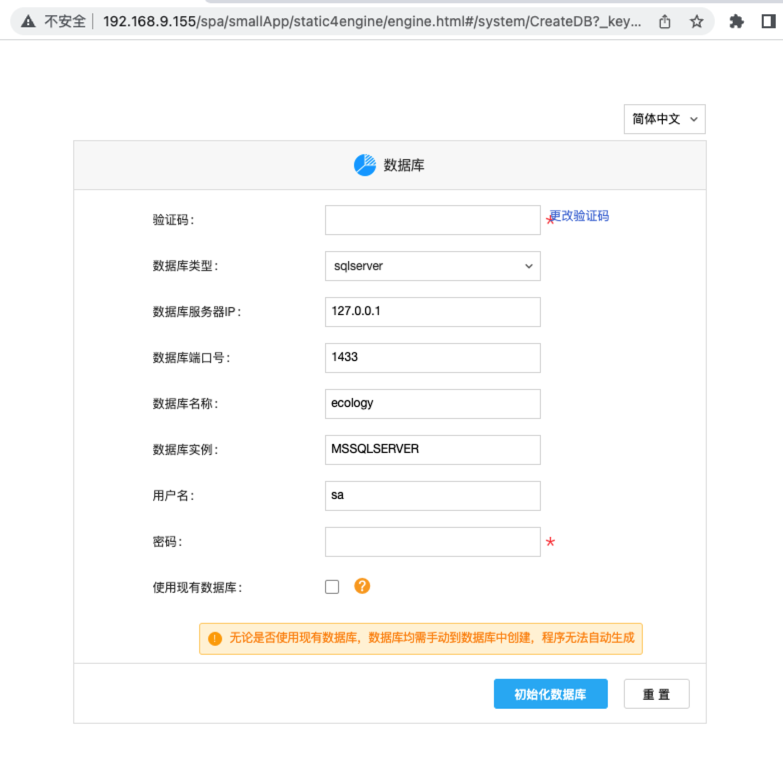 不安全 192.168.9.155/spa/smallApp/static4engine/engine.html#/system/CreateDB?_key...
简体中文
数据库
验证码： * 更改验证码
数据库类型： sqlserver
数据库服务器IP： 127.0.0.1
数据库端口号： 1433
数据库名称： ecology
数据库实例： MSSQLSERVER
用户名： sa
密码： *
使用现有数据库： ?
! 无论是否使用现有数据库，数据库均需手动到数据库中创建，程序无法自动生成
初始化数据库 重 置